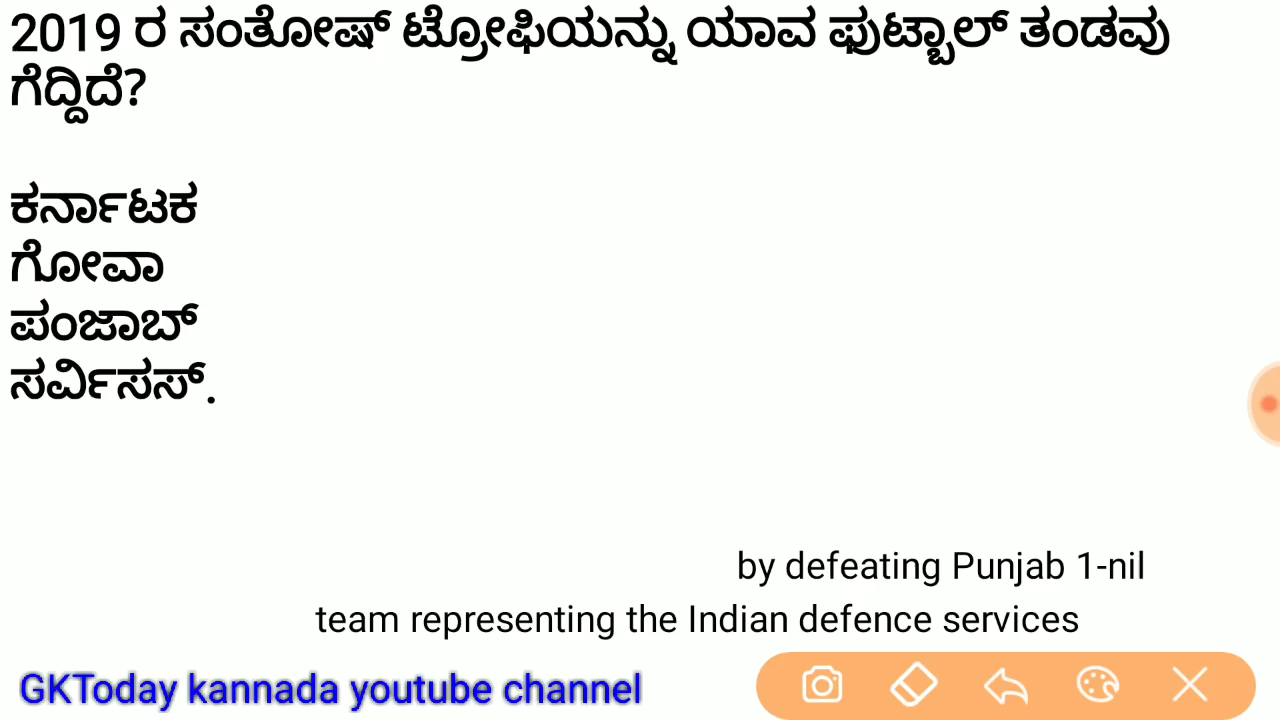 2019 ರ ಸಂತೋಷ್ ಟ್ರೋಫಿಯನ್ನು ಯಾವ ಫುಟ್ಬಾಲ್ ತಂಡವು
ಗೆದ್ದಿದೆ?
ಕರ್ನಾಟಕ
ಗೋವಾ
ಪಂಜಾಬ್
ಸರ್ವಿಸಸ್.
by defeating Punjab 1-nil
team representing the Indian defence services
GKToday kannada youtube channel